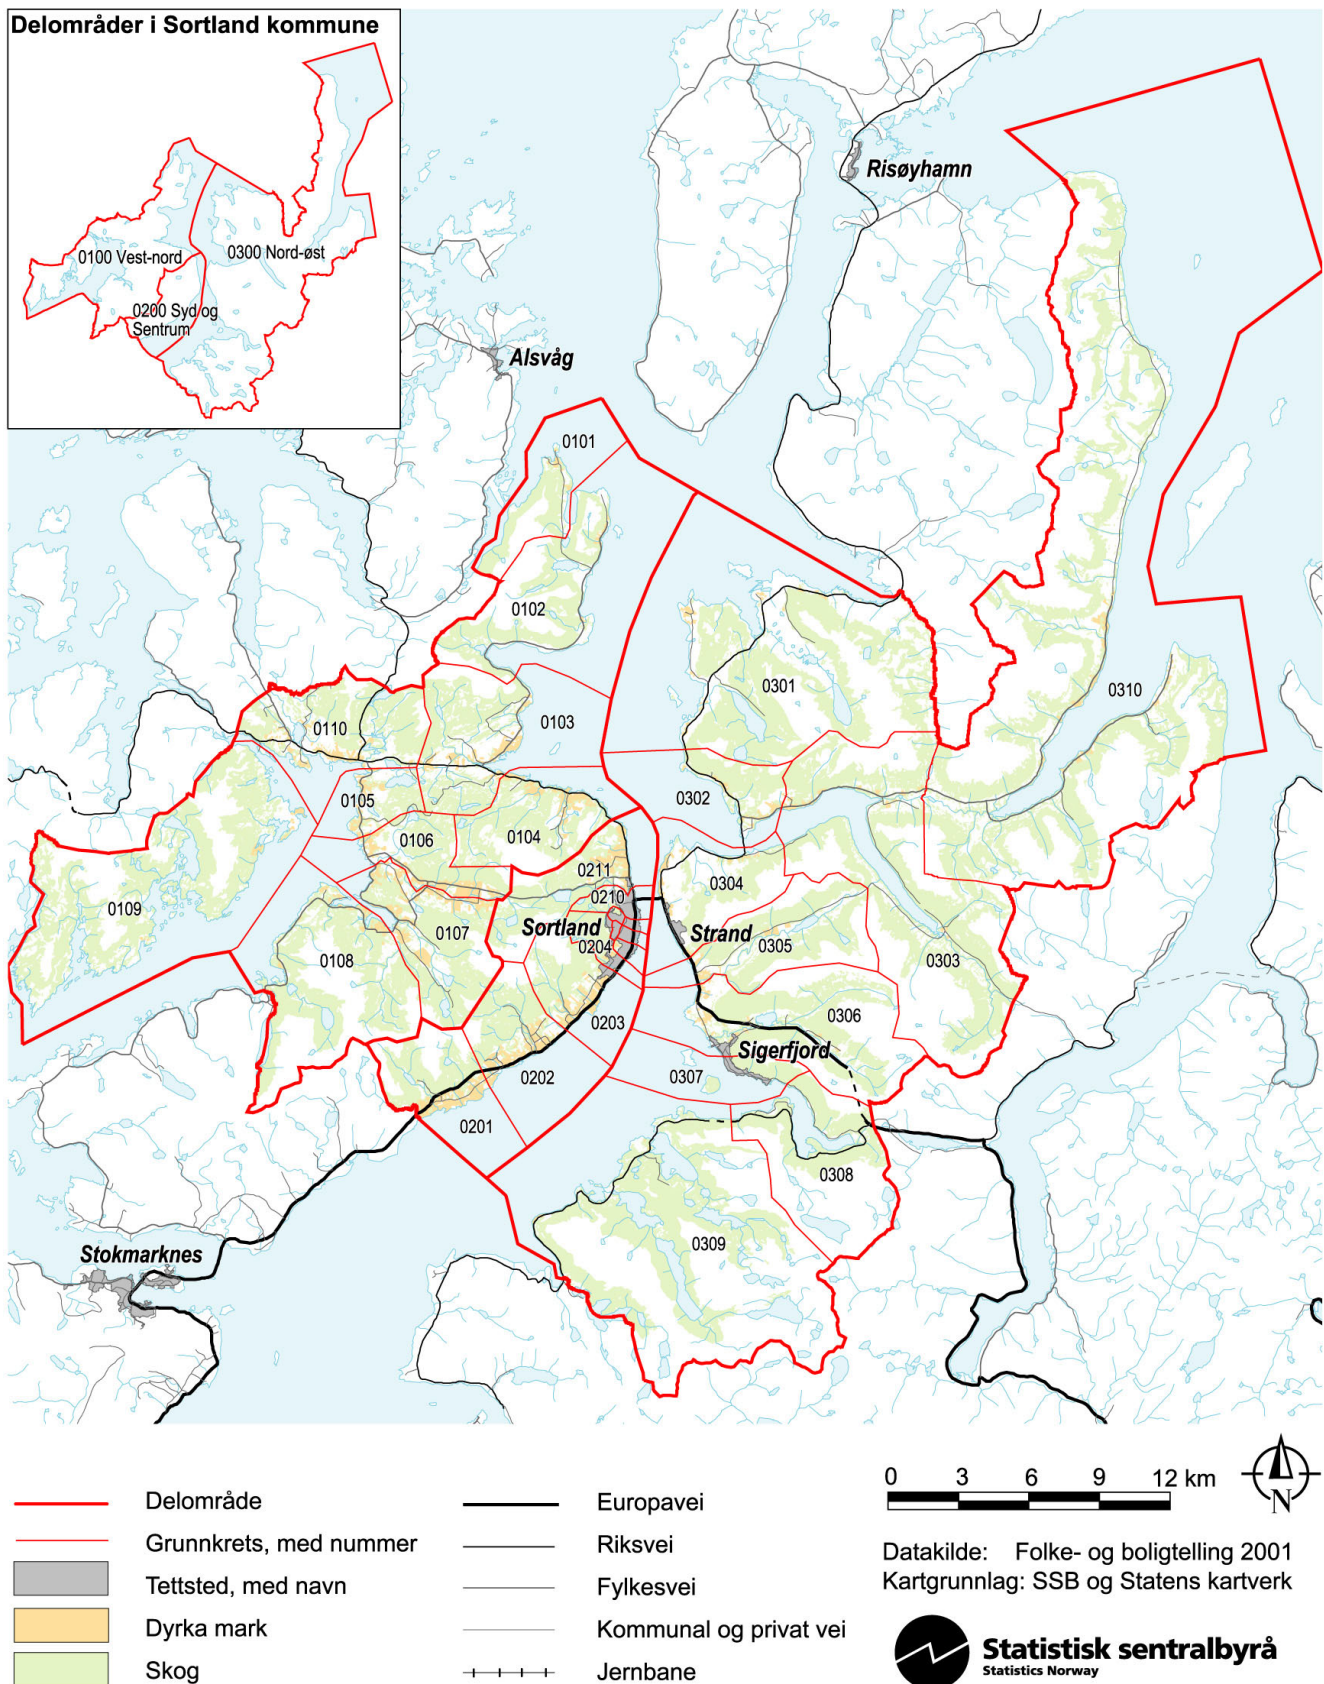 Delområder i Sortland kommune
0100 Vest-nord
0300 Nord-øst
0200 Syd og
Sentrum
Risøyhamn
Alsvåg
0101
0102
0301
0310
0103
0110
0105
0302
0106
0104
0211
0304
0109
0210
Sortland
Strand
0107
0204
0305
0303
0108
0203
0306
Sigerfjord
0202
0307
0201
0308
0309
Stokmarknes
Delområde
Grunnkrets, med nummer
Tettsted, med navn
Dyrka mark
Skog
Europavei
Riksvei
Fylkesvei
Kommunal og privat vei
Jernbane
0 3 6 9 12 km
N
Datakilde: Folke- og boligtelling 2001
Kartgrunnlag: SSB og Statens kartverk
Statistisk sentralbyrå
Statistics Norway